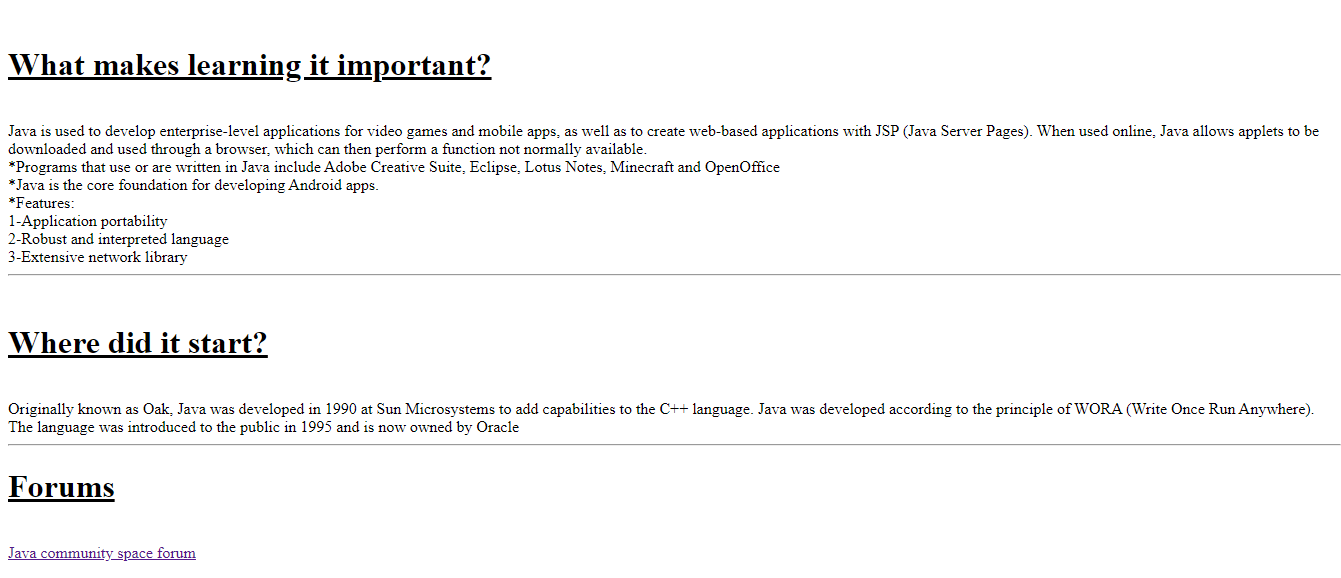 What makes learning it important?
Java is used to develop enterprise-level applications for video games and mobile apps, as well as to create web-based applications with JSP (Java Server Pages). When used online, Java allows applets to be
downloaded and used through a browser, which can then perform a function not normally available.
*Programs that use or are written in Java include Adobe Creative Suite, Eclipse, Lotus Notes, Minecraft and OpenOffice
*Java is the core foundation for developing Android apps.
*Features:
1-Application portability
2-Robust and interpreted language
3-Extensive network library
Where did it start?
Originally known as Oak, Java was developed in 1990 at Sun Microsystems to add capabilities to the C++ language. Java was developed according to the principle of WORA (Write Once Run Anywhere).
The language was introduced to the public in 1995 and is now owned by Oracle
Forums
Java community space forum